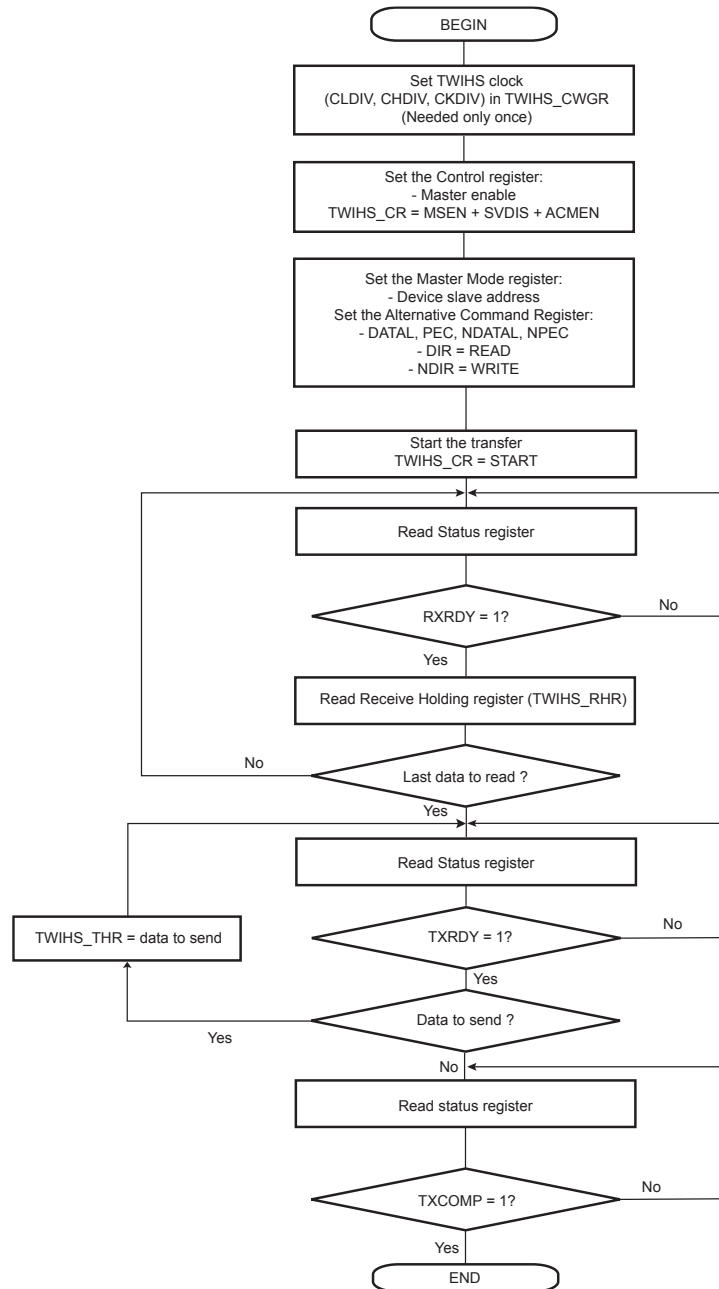 BEGIN
Set TWIHS clock
(CLDIV, CHDIV, CKDIV) in TWIHS_CWGR
(Needed only once)
Set the Control register:
- Master enable
TWIHS_CR = MSEN + SVDIS + ACMEN
Set the Master Mode register:
- Device slave address
Set the Alternative Command Register:
- DATAL, PEC, NDATAL, NPEC
- DIR = READ
- NDIR = WRITE
Start the transfer
TWIHS_CR = START
Read Status register
RXRDY = 1?
No
Yes
Read Receive Holding register (TWIHS_RHR)
No
Last data to read ?
Yes
Read Status register
TWIHS_THR = data to send
TXRDY = 1?
No
Yes
Data to send ?
Yes
No
Read status register
TXCOMP = 1?
No
Yes
END